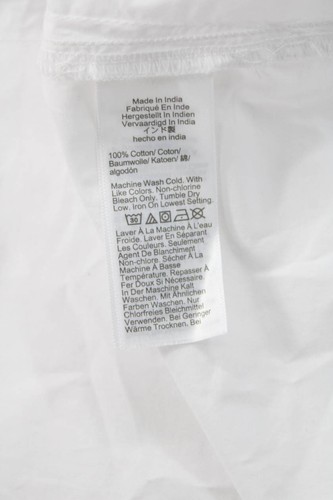 Made In India
Fabriqué En Inde
Hergestellt In Indien
Vervaardigd In India
インド製
hecho en india
100% Cotton/ Coton/
Baumwolle/ Katoen/ 綿/
algodón
Machine Wash Cold, With
Like Colors. Non-chlorine
Bleach Only. Tumble Dry
Low. Iron On Lowest Setting.
30
Laver À La Machine À L'eau
Froide. Laver En Séparant
Les Couleurs. Seulement
Agent De Blanchiment
Non-chlore. Sécher À La
Machine À Basse
Température. Repasser À
Fer Doux Si Nécessaire.
In Der Maschine Kalt
Waschen, Mit Ähnlichen
Farben Waschen. Nur
Chlorfreies Bleichmittel
Verwenden. Bei Geringer
Wärme Trocknen. Bei